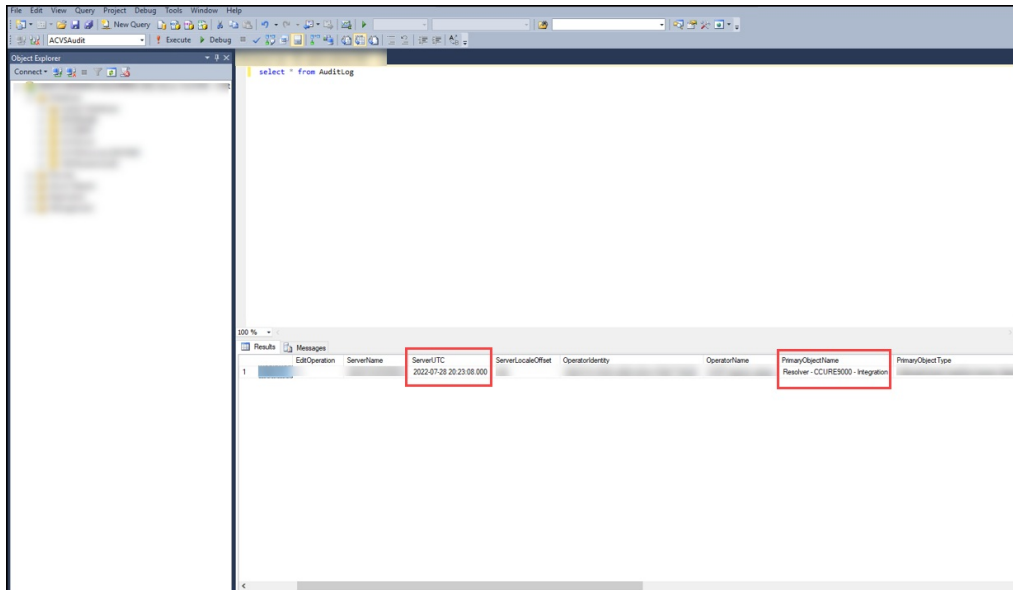 File Edit View Query Project Debug Tools Window Help
New Query
ACVSAudit Execute Debug
Object Explorer
Connect
select * from AuditLog
100 %
Results Messages
EditOperation ServerName ServerUTC ServerLocaleOffset OperatorIdentity OperatorName PrimaryObjectName PrimaryObjectType
1 2022-07-28 20:23:08.000 Resolver - CCURE9000 - Integration